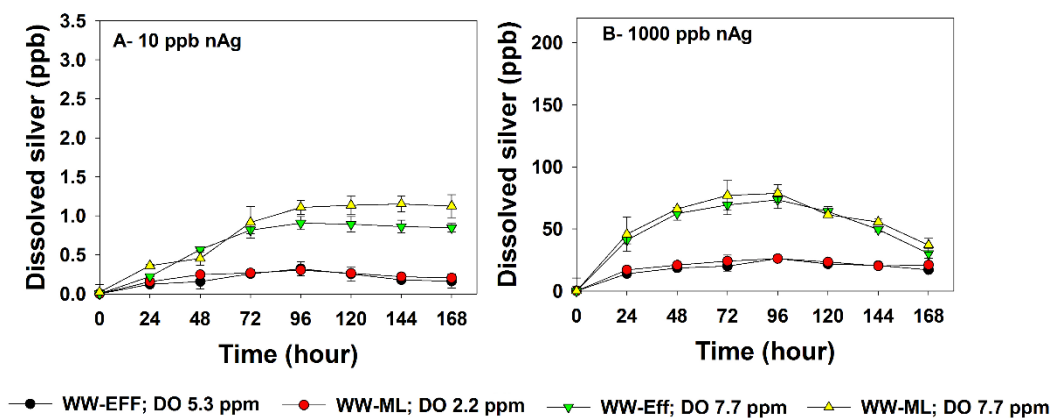 A- 10 ppb nAg
Dissolved silver (ppb)
3.5
3.0
2.5
2.0
1.5
1.0
0.5
0.0
0 24 48 72 96 120 144 168
Time (hour)
B- 1000 ppb nAg
Dissolved silver (ppb)
200
150
100
50
0
0 24 48 72 96 120 144 168
Time (hour)
WW-EFF; DO 5.3 ppm WW-ML; DO 2.2 ppm WW-Eff; DO 7.7 ppm WW-ML; DO 7.7 ppm